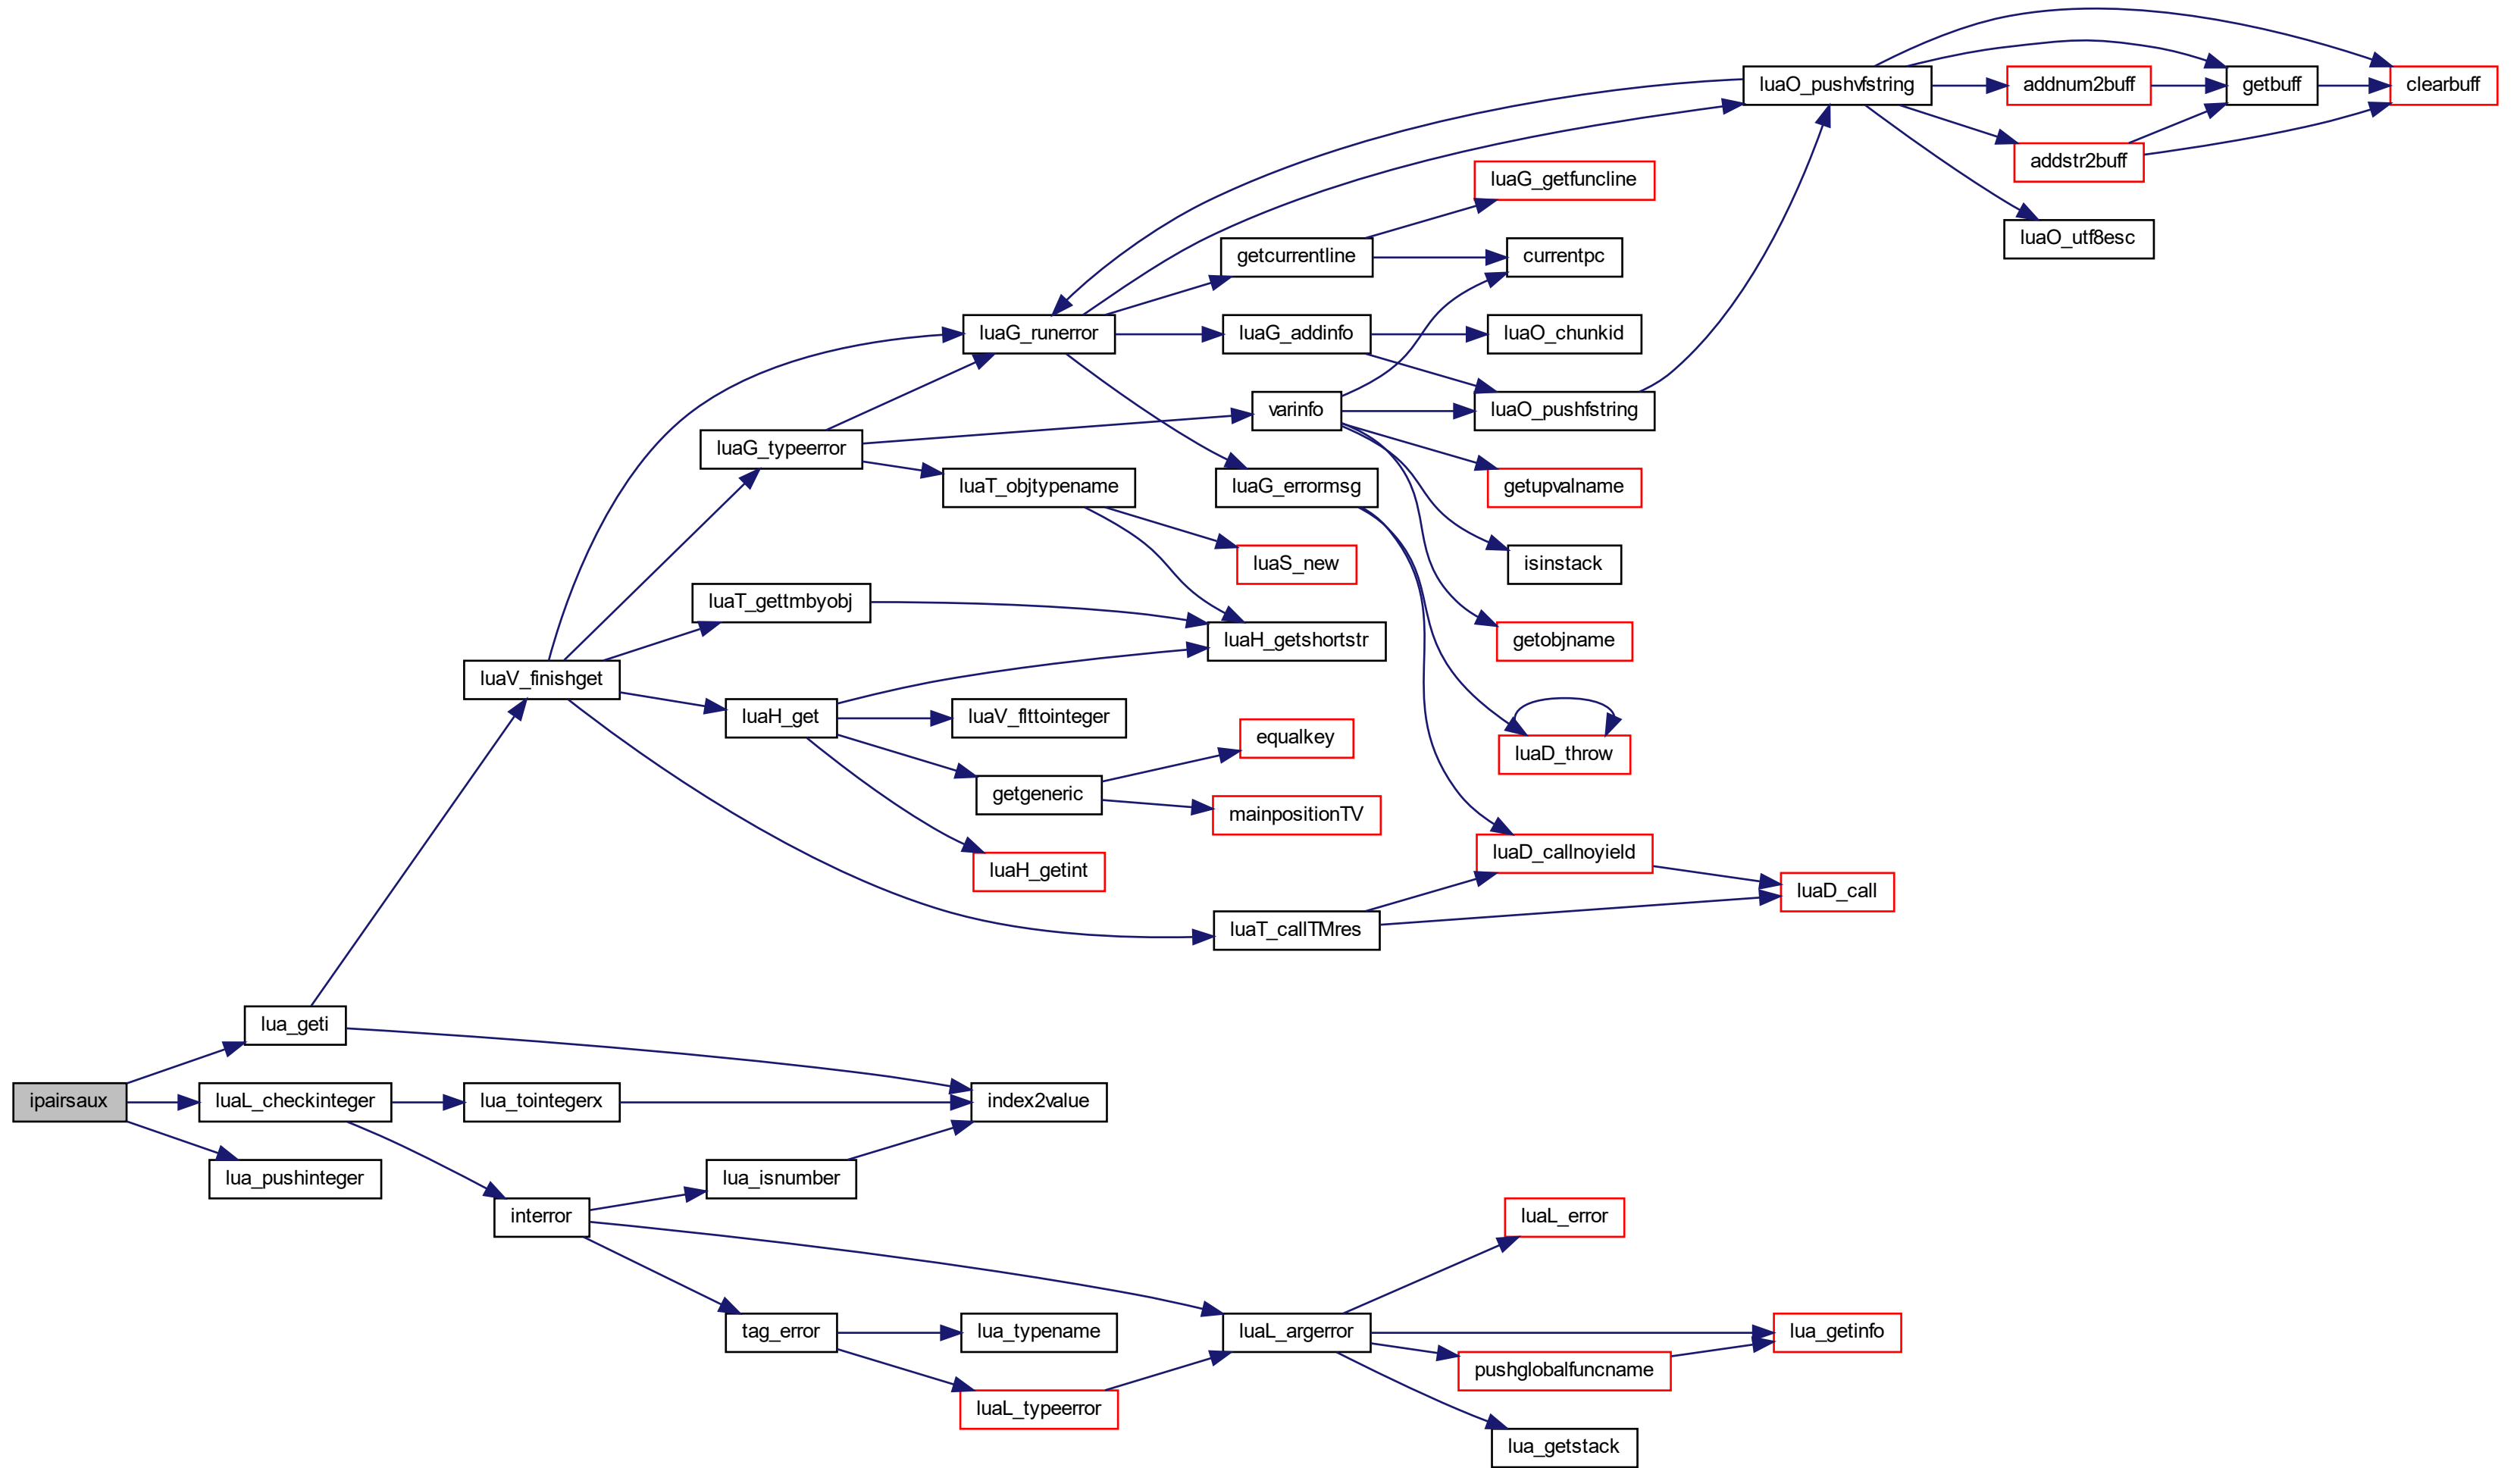 luaO_pushvfstring
addnum2buff
getbuff
clearbuff
addstr2buff
luaO_utf8esc
luaG_getfuncline
getcurrentline
currentpc
luaG_runerror
luaG_addinfo
luaO_chunkid
varinfo
luaO_pushfstring
luaG_typeerror
luaT_objtypename
luaG_errormsg
getupvalname
luaS_new
isinstack
luaT_gettmbyobj
luaH_getshortstr
getobjname
luaV_finishget
luaH_get
luaV_flttointeger
equalkey
luaD_throw
getgeneric
mainpositionTV
luaH_getint
luaD_callnoyield
luaD_call
luaT_callTMres
lua_geti
ipairsaux
luaL_checkinteger
lua_tointegerx
index2value
lua_pushinteger
lua_isnumber
interror
luaL_error
tag_error
lua_typename
luaL_argerror
lua_getinfo
pushglobalfuncname
luaL_typeerror
lua_getstack